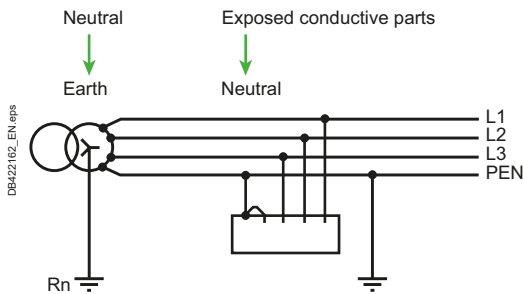 Neutral
Exposed conductive parts
Earth
Neutral
DB422162_EN.eps
L1
L2
L3
PEN
Rn